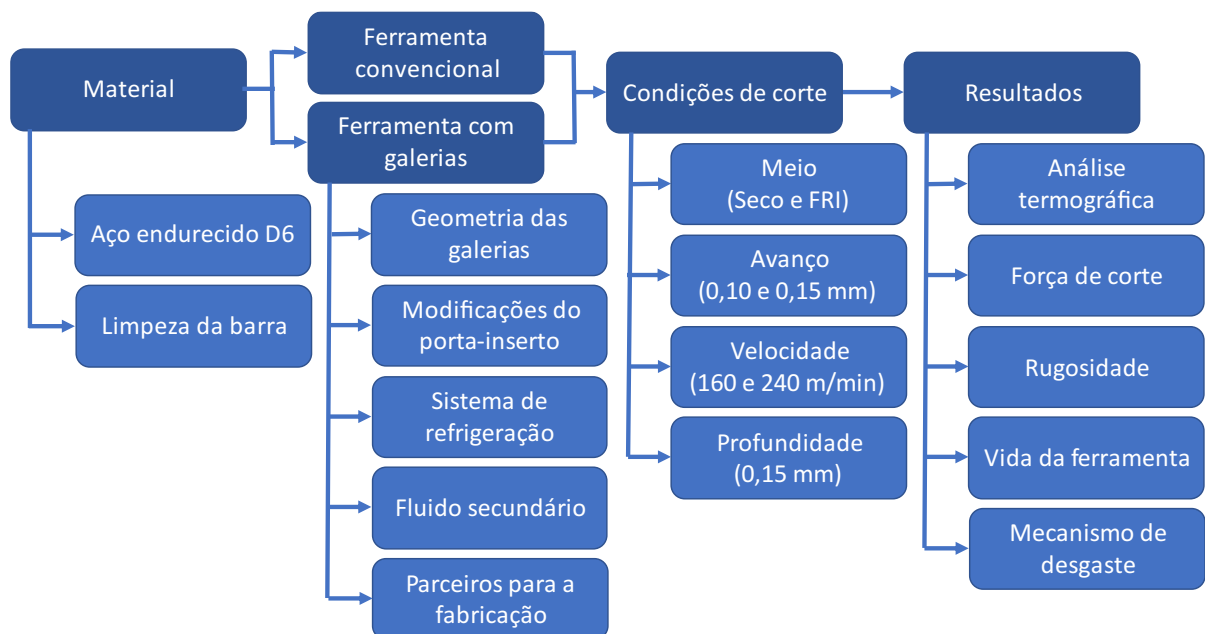 Material
Ferramenta
convencional
Ferramenta com
galerias
Condições de corte
Resultados
Aço endurecido D6
Limpeza da barra
Geometria das
galerias
Modificações do
porta-inserto
Sistema de
refrigeração
Fluido secundário
Parceiros para a
fabricação
Meio
(Seco e FRI)
Avanço
(0,10 e 0,15 mm)
Velocidade
(160 e 240 m/min)
Profundidade
(0,15 mm)
Análise
termográfica
Força de corte
Rugosidade
Vida da ferramenta
Mecanismo de
desgaste